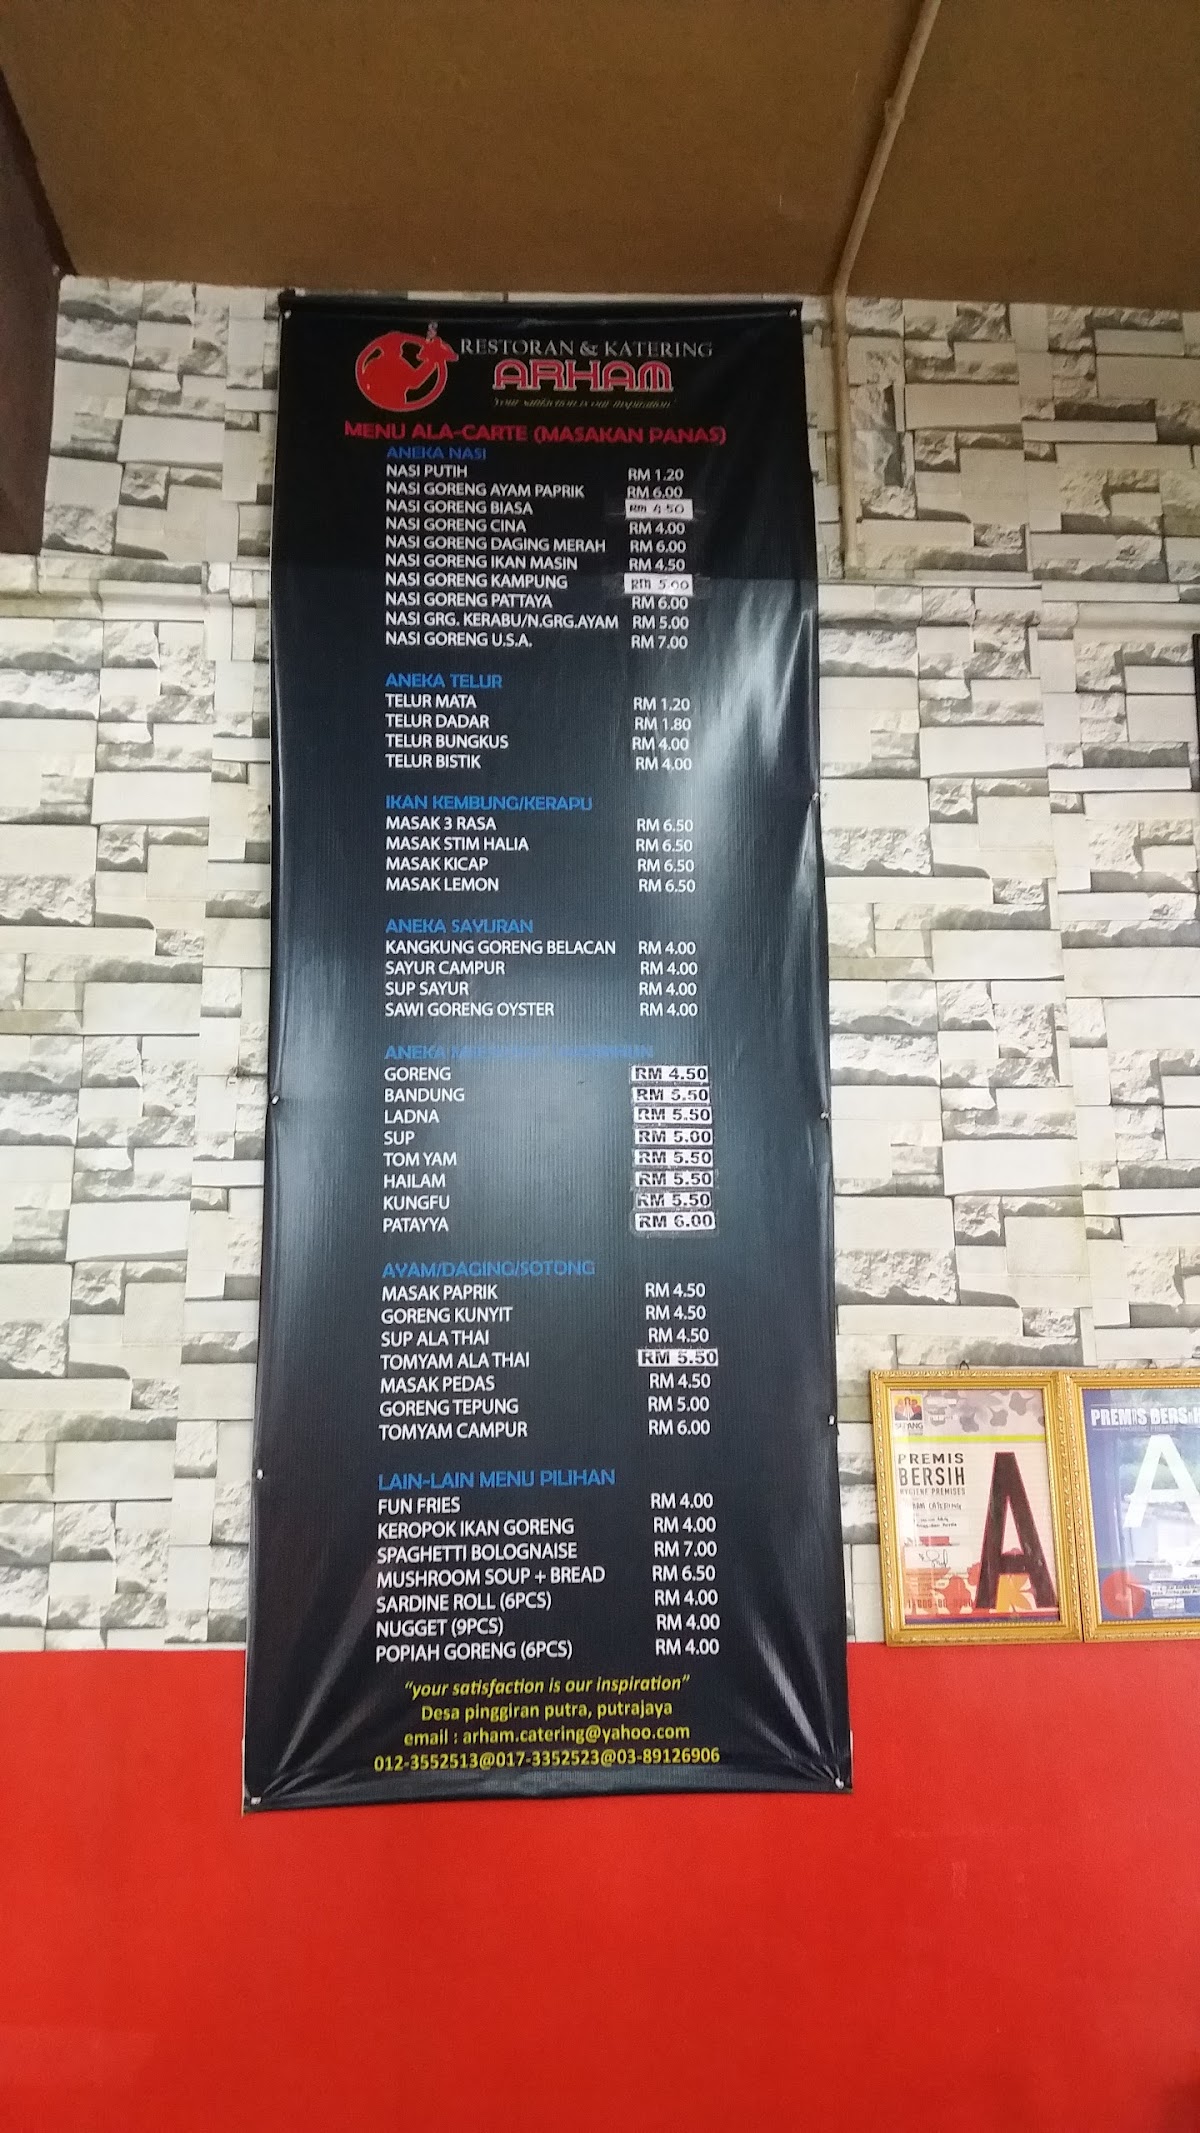 RESTORAN & KATERING
ARHAM
"your satisfaction is our inspiration"
MENU ALA-CARTE (MASAKAN PANAS)
ANEKA NASI
NASI PUTIH RM 1.20
NASI GORENG AYAM PAPRIK RM 6.00
NASI GORENG BIASA RM 4.50
NASI GORENG CINA RM 4.00
NASI GORENG DAGING MERAH RM 6.00
NASI GORENG IKAN MASIN RM 4.50
NASI GORENG KAMPUNG RM 5.00
NASI GORENG PATTAYA RM 6.00
NASI GRG. KERABU/N.GRG.AYAM RM 5.00
NASI GORENG U.S.A. RM 7.00
ANEKA TELUR
TELUR MATA RM 1.20
TELUR DADAR RM 1.80
TELUR BUNGKUS RM 4.00
TELUR BISTIK RM 4.00
IKAN KEMBUNG/KERAPU
MASAK 3 RASA RM 6.50
MASAK STIM HALIA RM 6.50
MASAK KICAP RM 6.50
MASAK LEMON RM 6.50
ANEKA SAYURAN
KANGKUNG GORENG BELACAN RM 4.00
SAYUR CAMPUR RM 4.00
SUP SAYUR RM 4.00
SAWI GORENG OYSTER RM 4.00
ANEKA
GORENG RM 4.50
BANDUNG RM 5.50
LADNA RM 5.50
SUP RM 5.00
TOM YAM RM 5.50
HAILAM RM 5.50
KUNGFU RM 5.50
PATAYYA RM 6.00
AYAM/DAGING/SOTONG
MASAK PAPRIK RM 4.50
GORENG KUNYIT RM 4.50
SUP ALA THAI RM 4.50
TOMYAM ALA THAI RM 5.50
MASAK PEDAS RM 4.50
GORENG TEPUNG RM 5.00
TOMYAM CAMPUR RM 6.00
LAIN-LAIN MENU PILIHAN
FUN FRIES RM 4.00
KEROPOK IKAN GORENG RM 4.00
SPAGHETTI BOLOGNAISE RM 7.00
MUSHROOM SOUP + BREAD RM 6.50
SARDINE ROLL (6PCS) RM 4.00
NUGGET (9PCS) RM 4.00
POPIAH GORENG (6PCS) RM 4.00
"your satisfaction is our inspiration"
Desa pinggiran putra, putrajaya
email : arham.catering@yahoo.com
012-3552513@017-3352523@03-89126906
PREMIS
BERSIH
HYGIENE PREMISES
A
PREMIS BERSIH
A